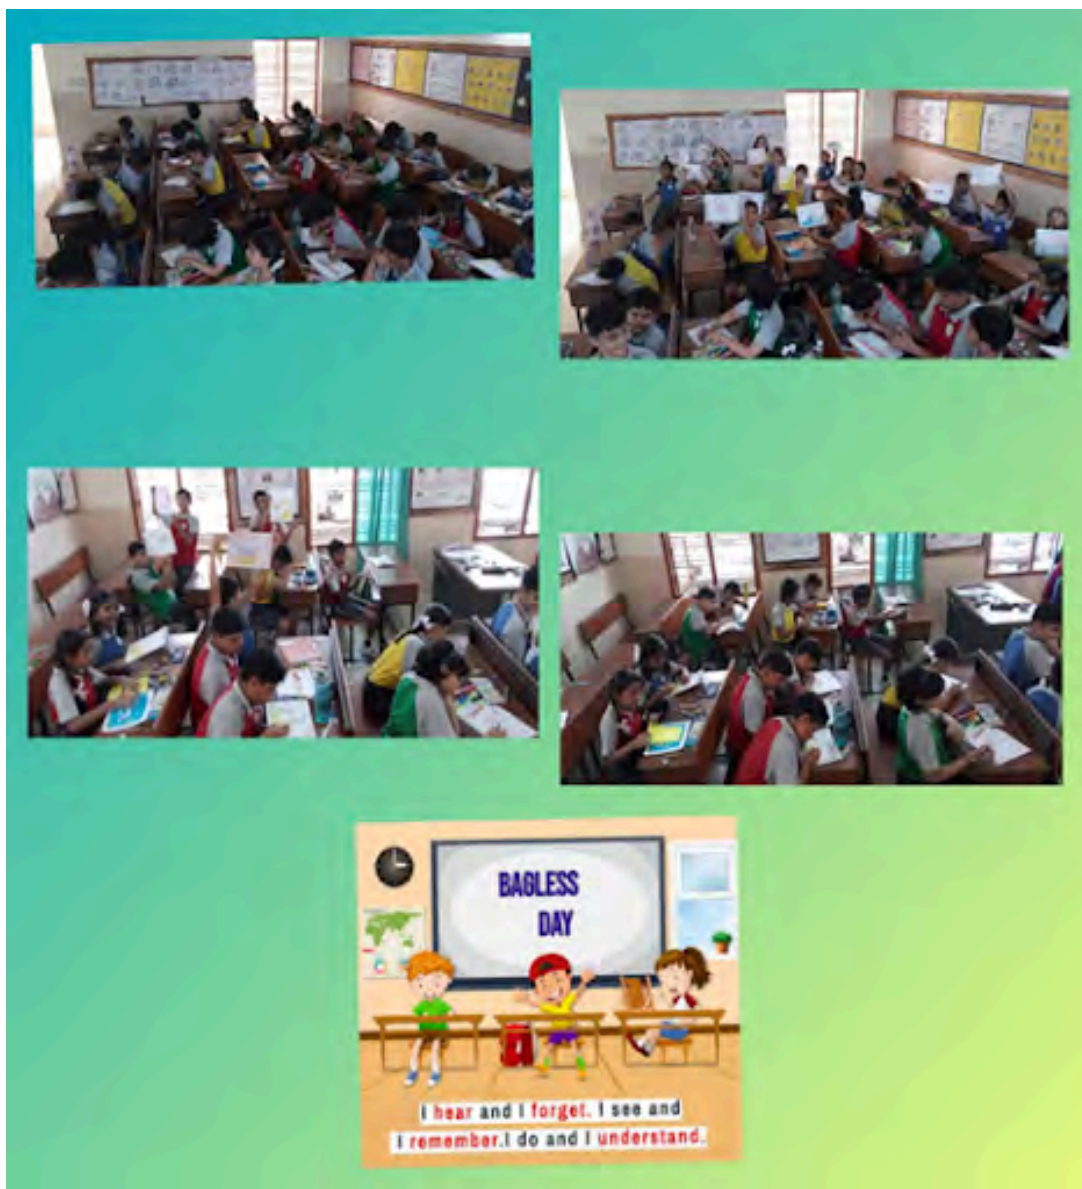 BAGLESS
DAY
I hear and I forget. I see and
I remember.I do and I understand.